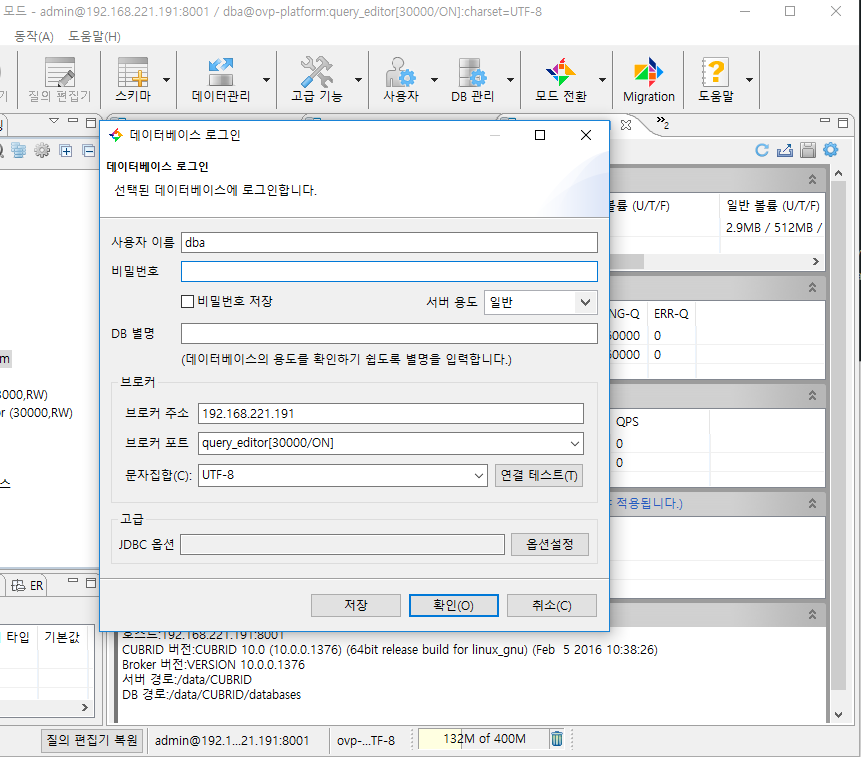 모드 - admin@192.168.221.191:8001 / dba@ovp-platform:query_editor[30000/ON]:charset=UTF-8
동작(A) 도움말(H)
질의 편집기 스키마 데이터관리 고급 기능 사용자 DB 관리 모드 전환 Migration 도움말
»2
데이터베이스 로그인
데이터베이스 로그인
선택된 데이터베이스에 로그인합니다.
사용자 이름 dba
비밀번호
비밀번호 저장 서버 용도 일반
DB 별명
(데이터베이스의 용도를 확인하기 쉽도록 별명을 입력합니다.)
브로커
브로커 주소 192.168.221.191
브로커 포트 query_editor[30000/ON]
문자집합(C): UTF-8 연결 테스트(T)
고급
JDBC 옵션 옵션설정
저장 확인(O) 취소(C)
볼륨 (U/T/F) 일반 볼륨 (U/T/F)
2.9MB / 512MB /
NG-Q ERR-Q
60000 0
60000 0
QPS
0
0
적용됩니다.)
m
000,RW)
or (30000,RW)
스
ER
타입 기본값
호스트:192.168.221.191:8001
CUBRID 버전:CUBRID 10.0 (10.0.0.1376) (64bit release build for linux_gnu) (Feb 5 2016 10:38:26)
Broker 버전:VERSION 10.0.0.1376
서버 경로:/data/CUBRID
DB 경로:/data/CUBRID/databases
질의 편집기 복원 admin@192.1...21.191:8001 ovp-...TF-8 132M of 400M